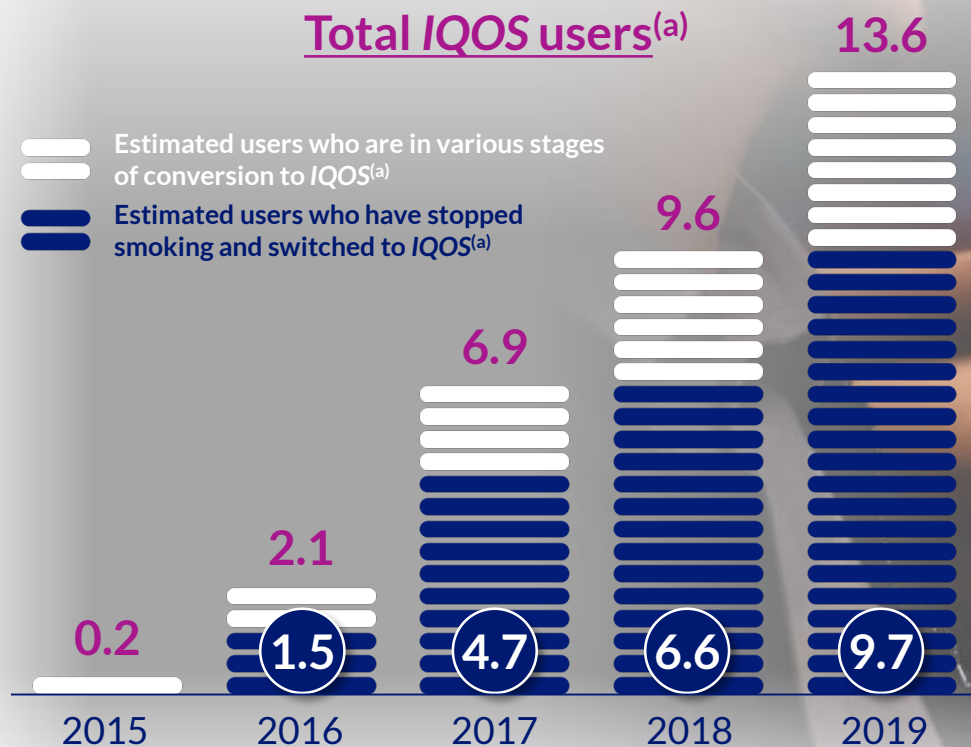 Total IQOS users(a)
13.6
Estimated users who are in various stages
of conversion to IQOS(a)
Estimated users who have stopped
smoking and switched to IQOS(a)
9.6
6.9
2.1
0.2
1.5
4.7
6.6
9.7
2015
2016
2017
2018
2019